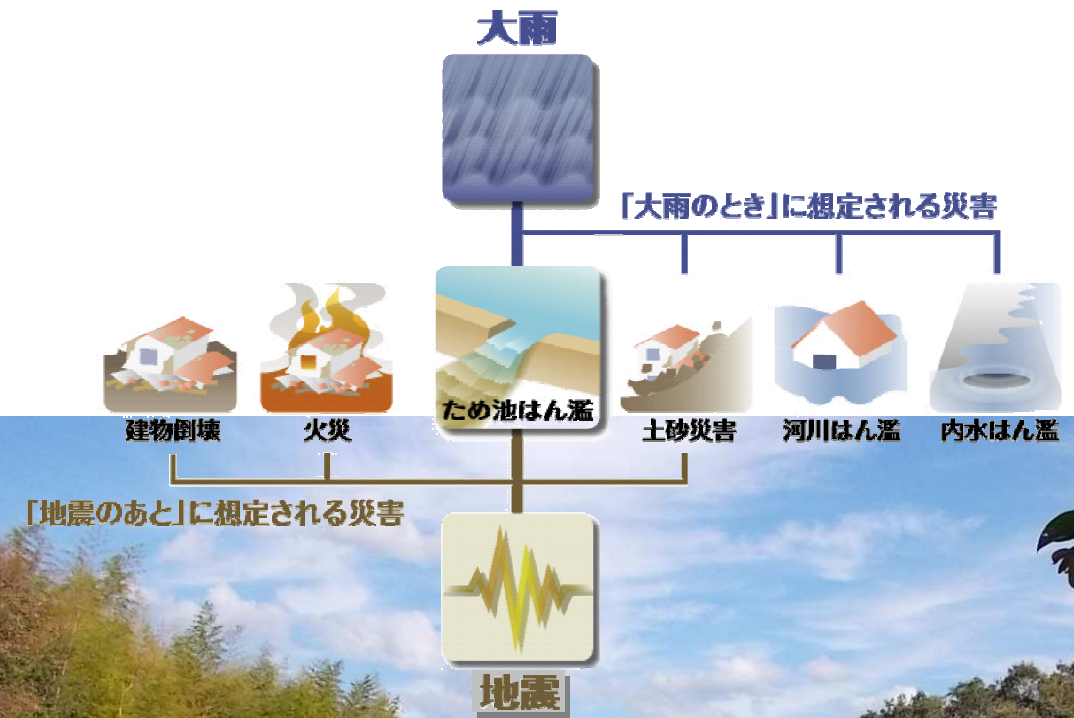 大雨
「大雨のとき」に想定される災害
建物倒壊
火災
ため池はん濫
土砂災害
河川はん濫
内水はん濫
「地震のあと」に想定される災害
地震